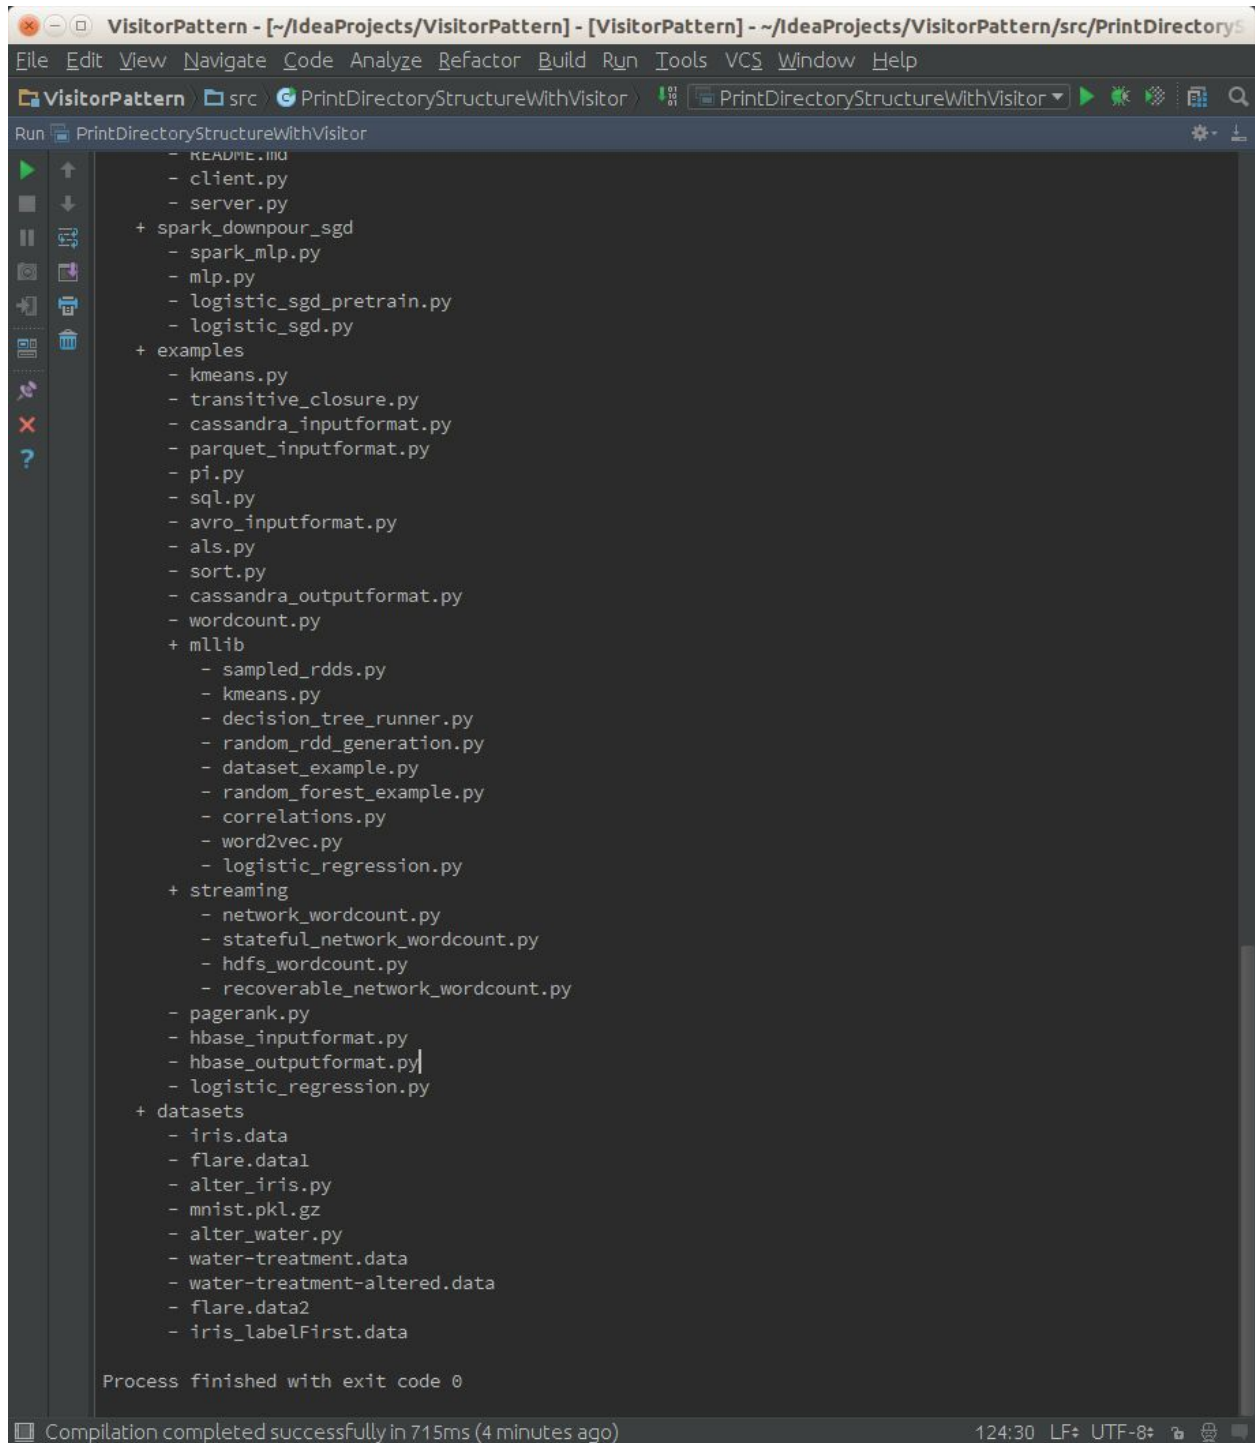 VisitorPattern - [~/IdeaProjects/VisitorPattern] - [VisitorPattern] - ~/IdeaProjects/VisitorPattern/src/PrintDirectoryS
File Edit View Navigate Code Analyze Refactor Build Run Tools VCS Window Help
VisitorPattern src PrintDirectoryStructureWithVisitor PrintDirectoryStructureWithVisitor
Run PrintDirectoryStructureWithVisitor
- README.md
- client.py
- server.py
+ spark_downpour_sgd
- spark_mlp.py
- mlp.py
- logistic_sgd_pretrain.py
- logistic_sgd.py
+ examples
- kmeans.py
- transitive_closure.py
- cassandra_inputformat.py
- parquet_inputformat.py
- pi.py
- sql.py
- avro_inputformat.py
- als.py
- sort.py
- cassandra_outputformat.py
- wordcount.py
+ mllib
- sampled_rdds.py
- kmeans.py
- decision_tree_runner.py
- random_rdd_generation.py
- dataset_example.py
- random_forest_example.py
- correlations.py
- word2vec.py
- logistic_regression.py
+ streaming
- network_wordcount.py
- stateful_network_wordcount.py
- hdfs_wordcount.py
- recoverable_network_wordcount.py
- pagerank.py
- hbase_inputformat.py
- hbase_outputformat.py
- logistic_regression.py
+ datasets
- iris.data
- flare.data1
- alter_iris.py
- mnist.pkl.gz
- alter_water.py
- water-treatment.data
- water-treatment-altered.data
- flare.data2
- iris_labelFirst.data
Process finished with exit code 0
Compilation completed successfully in 715ms (4 minutes ago) 124:30 LF UTF-8